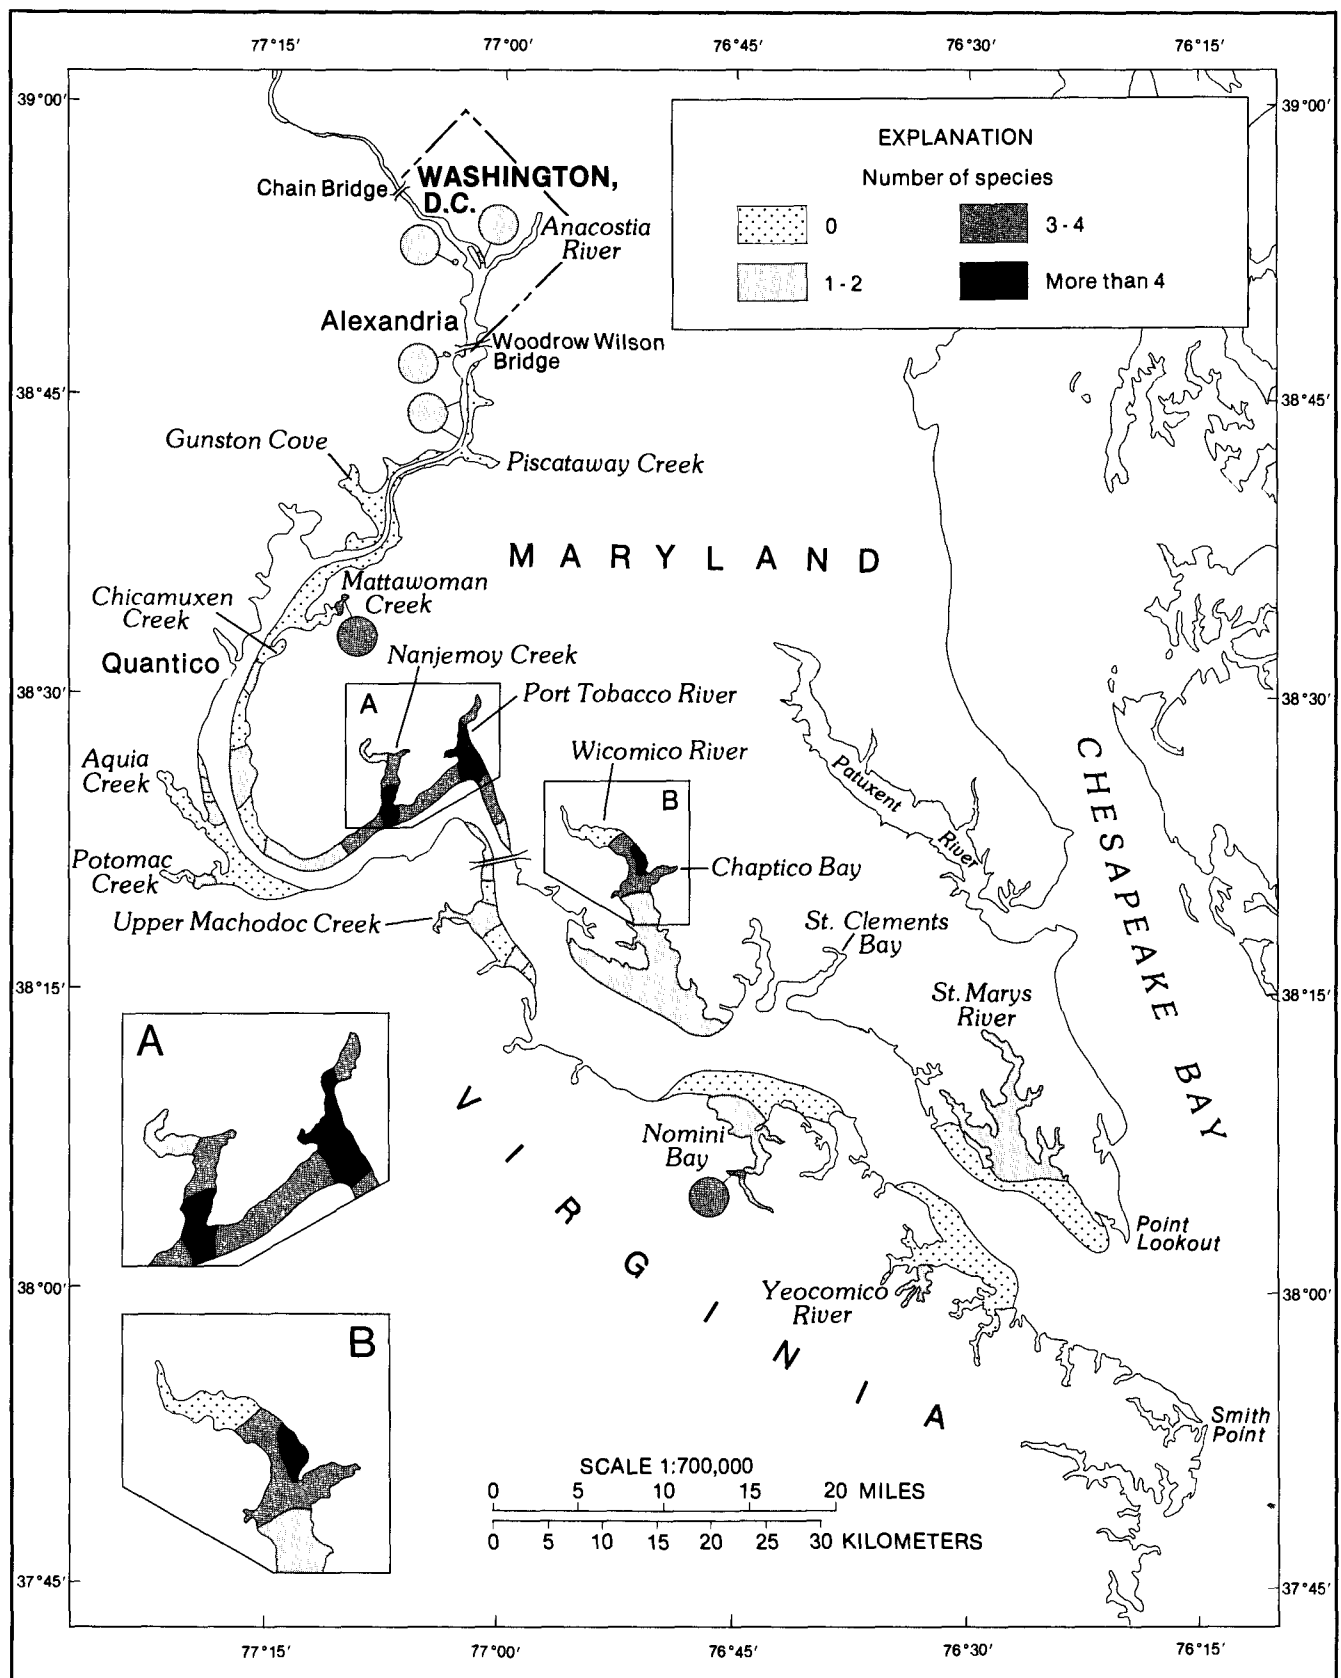 77°15′ 77°00′ 76°45′ 76°30′ 76°15′
39°00′ 39°00′
EXPLANATION
Number of species
0 3 - 4
1 - 2 More than 4
Chain Bridge
WASHINGTON,
D.C.
Anacostia
River
Alexandria
Woodrow Wilson
Bridge
38°45′ 38°45′
Gunston Cove
Piscataway Creek
MARYLAND
Mattawoman
Creek
Chicamuxen
Creek
Quantico
Nanjemoy Creek
38°30′ 38°30′
A
Port Tobacco River
Wicomico River
Aquia
Creek
B
Patuxent
River
CHESAPEAKE BAY
Potomac
Creek
Chaptico Bay
Upper Machodoc Creek
St. Clements
Bay
38°15′ 38°15′
St. Marys
River
A
VIRGINIA
Nomini
Bay
Point
Lookout
38°00′ 38°00′
Yeocomico
River
B
Smith
Point
SCALE 1:700,000
0 5 10 15 20 MILES
0 5 10 15 20 25 30 KILOMETERS
37°45′ 37°45′
77°15′ 77°00′ 76°45′ 76°30′ 76°15′